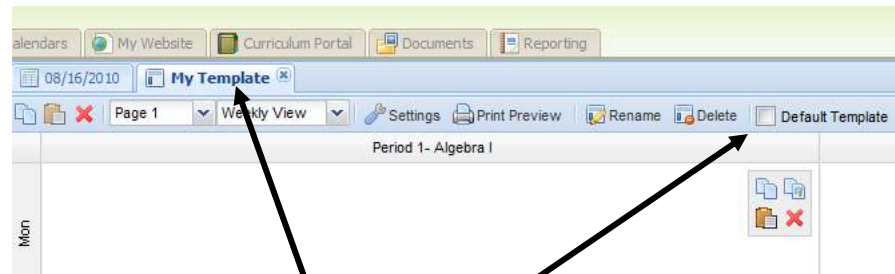 alendars My Website Curriculum Portal Documents Reporting
08/16/2010 My Template
Page 1 Weekly View Settings Print Preview Rename Delete Default Template
Period 1- Algebra I
Mon